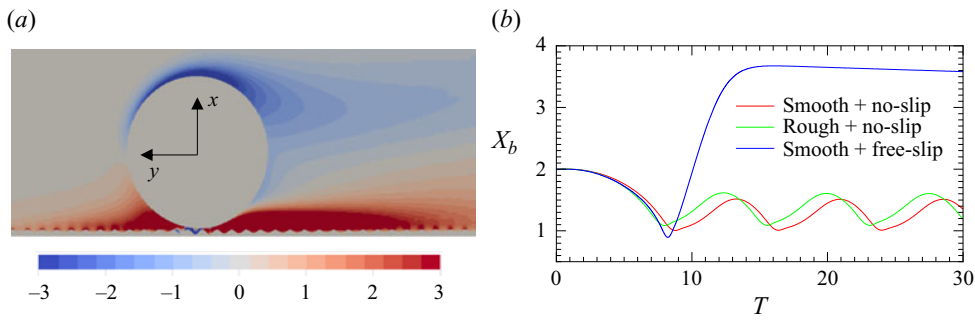 (a)
x
y
−3 −2 −1 0 1 2 3
(b)
4
3
2
1
X_b
Smooth + no-slip
Rough + no-slip
Smooth + free-slip
0 10 20 30
T